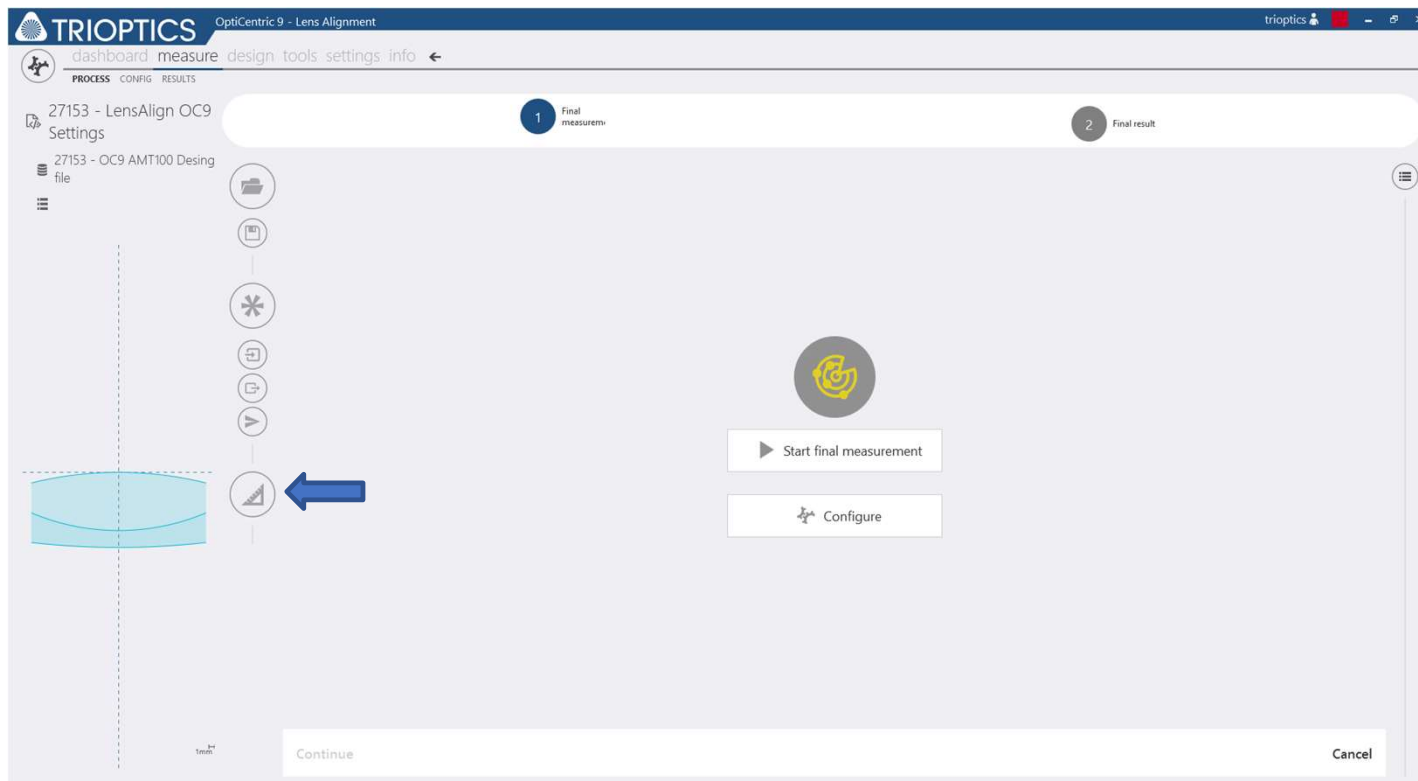 TRIOPTICS
OptiCentric 9 - Lens Alignment
trioptics
dashboard measure design tools settings info
PROCESS CONFIG RESULTS
27153 - LensAlign OC9
Settings
27153 - OC9 AMT100 Desing
file
1
Final
measurem
2
Final result
Start final measurement
Configure
1mm
Continue
Cancel